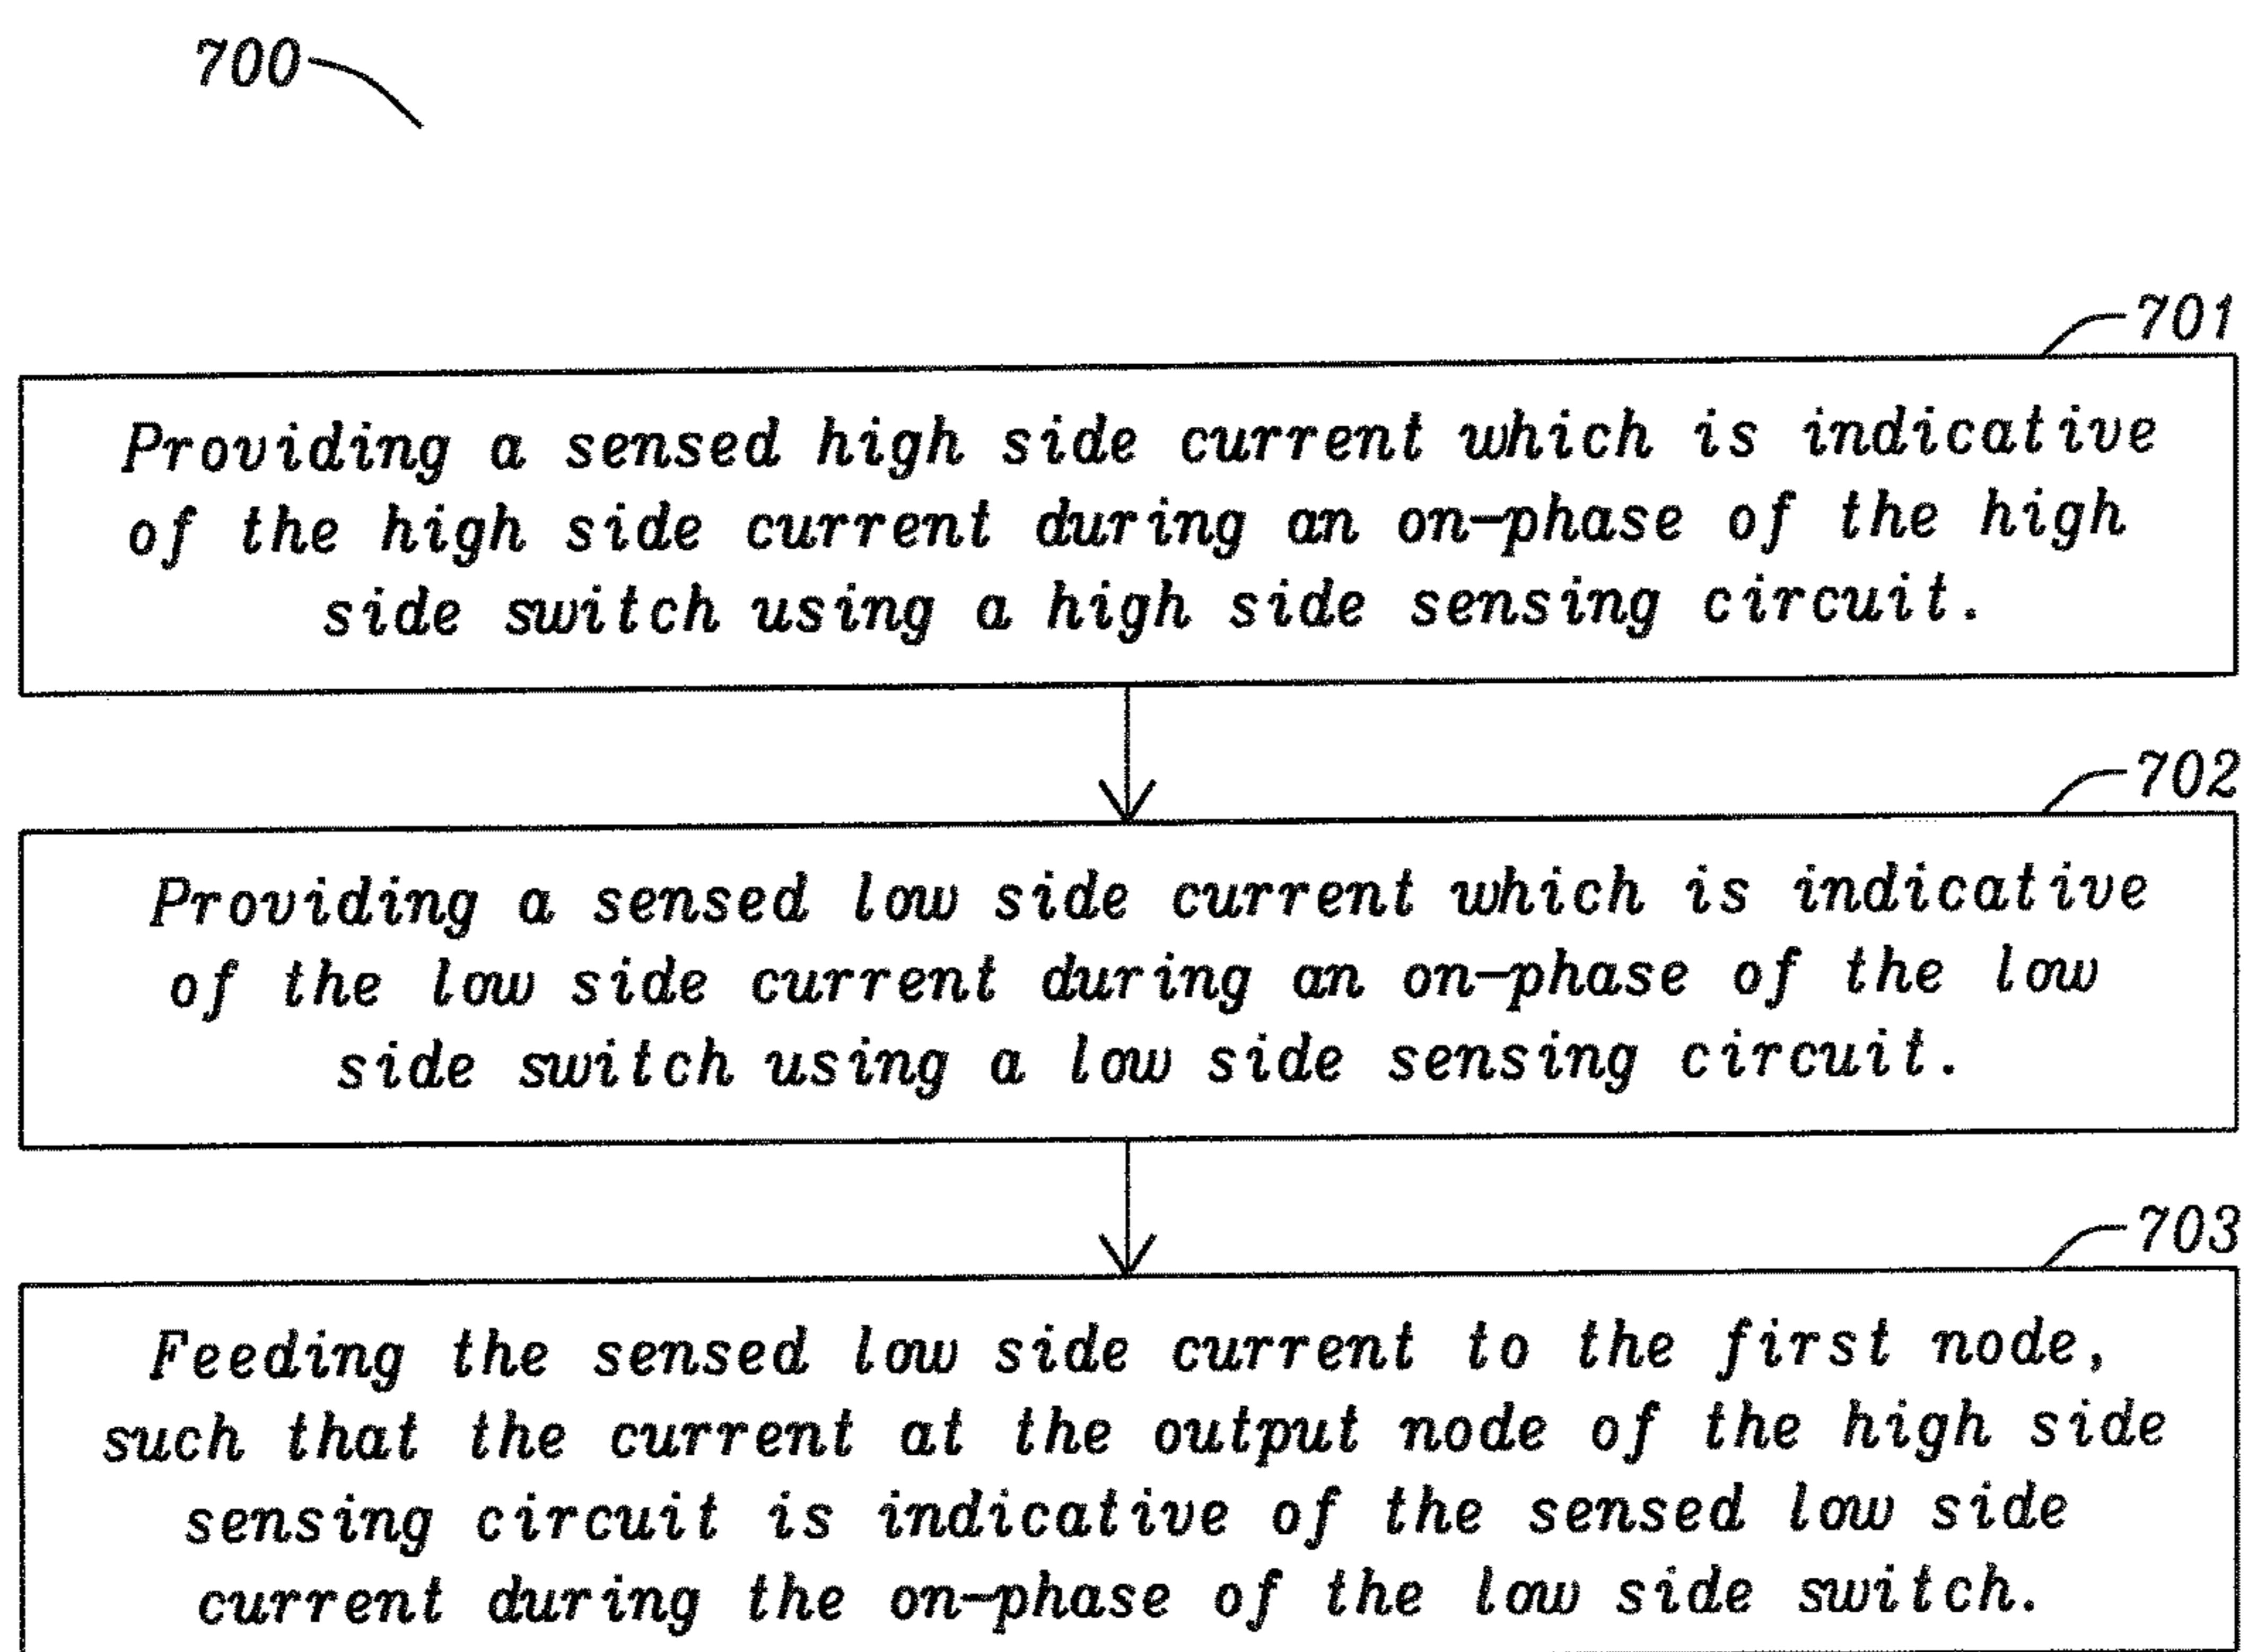 700
701
Providing a sensed high side current which is indicative
of the high side current during an on-phase of the high
side switch using a high side sensing circuit.
702
Providing a sensed low side current which is indicative
of the low side current during an on-phase of the low
side switch using a low side sensing circuit.
703
Feeding the sensed low side current to the first node,
such that the current at the output node of the high side
sensing circuit is indicative of the sensed low side
current during the on-phase of the low side switch.